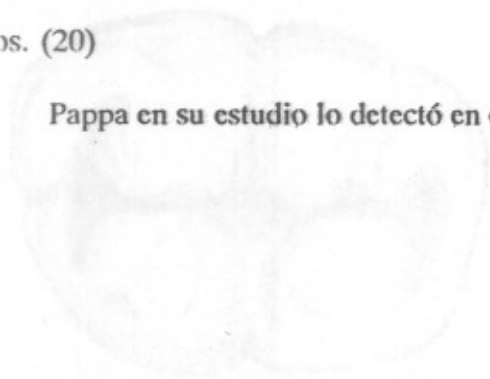 os. (20)
Pappa en su estudio lo detectó en